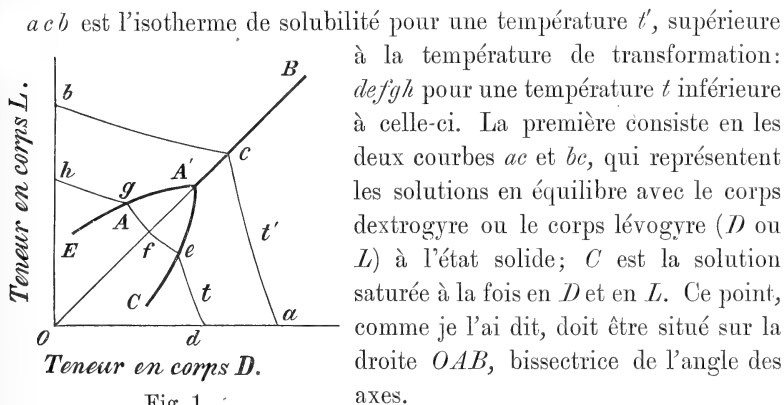 acb est l'isotherme de solubilité pour une température t′, supérieure
à la température de transformation:
defgh pour une température t inférieure
à celle-ci. La première consiste en les
deux courbes ac et bc, qui représentent
les solutions en équilibre avec le corps
dextrogyre ou le corps lévogyre (D ou
L) à l'état solide; C est la solution
saturée à la fois en D et en L. Ce point,
comme je l'ai dit, doit être situé sur la
droite OAB, bissectrice de l'angle des
axes.
Teneur en corps L.
b
B
c
h
A′
g
A
E
f
e
t′
C
t
a
O
d
Teneur en corps D.
Fig. 1